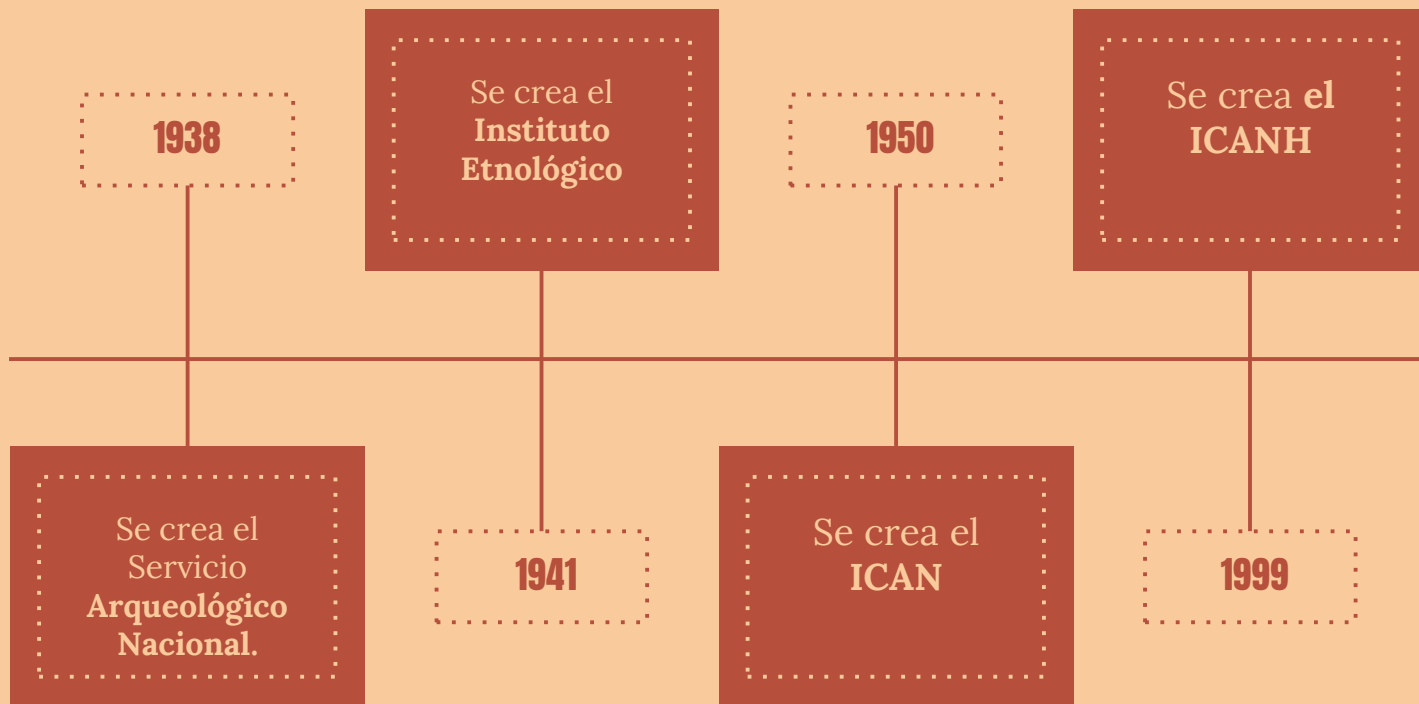 1938
Se crea el
Servicio
Arqueológico
Nacional.
Se crea el
Instituto
Etnológico
1941
1950
Se crea el
ICAN
Se crea el
ICANH
1999